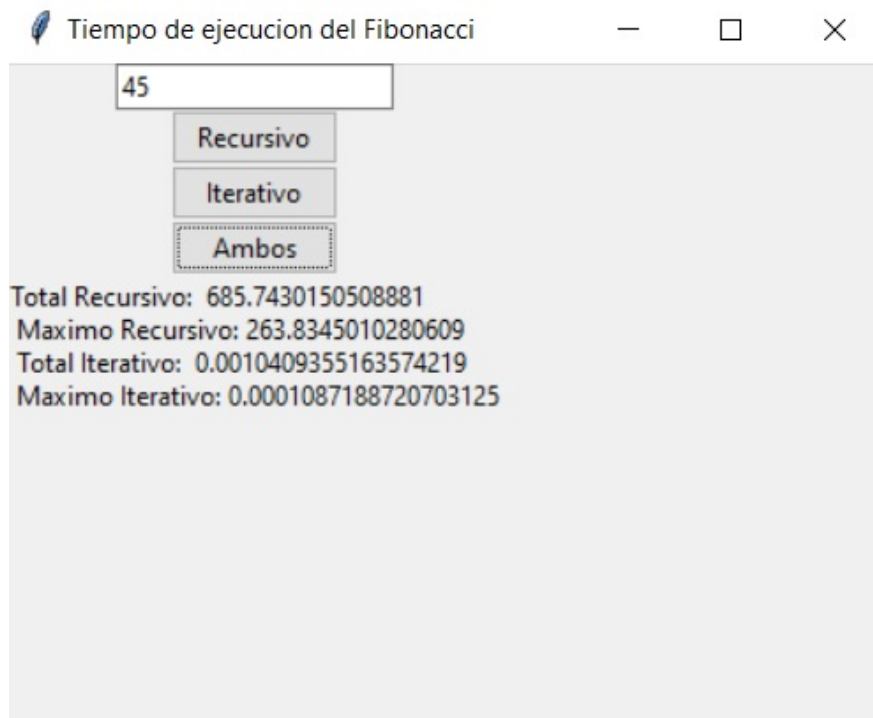 Tiempo de ejecucion del Fibonacci
45
Recursivo
Iterativo
Ambos
Total Recursivo: 685.7430150508881
Maximo Recursivo: 263.8345010280609
Total Iterativo: 0.0010409355163574219
Maximo Iterativo: 0.0001087188720703125